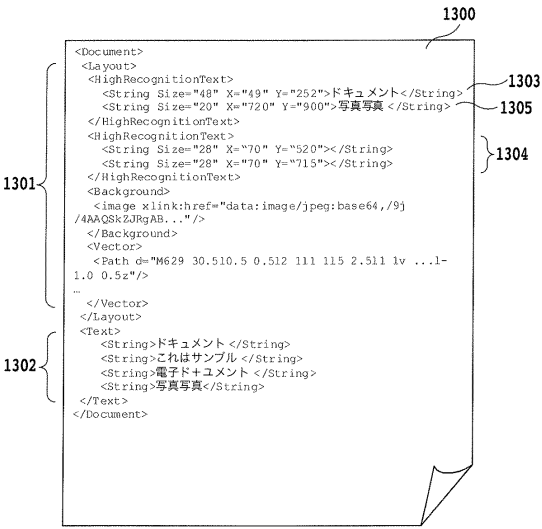 1300
<Document>
<Layout>
<HighRecognitionText>
<String Size="48" X="49" Y="252">ドキュメント</String>
1303
<String Size="20" X="720" Y="900">写真写真 </String>
1305
</HighRecognitionText>
<HighRecognitionText>
<String Size="28" X="70" Y="520"></String>
1304
<String Size="28" X="70" Y="715"></String>
</HighRecognitionText>
1301
<Background>
<image xlink:href="data:image/jpeg:base64,/9j
/4AAQSkZJRgAB..."/>
</Background>
<Vector>
<Path d="M629 30.510.5 0.512 111 115 2.511 1v ...1-
1.0 0.5z"/>
…
</Vector>
</Layout>
<Text>
<String>ドキュメント </String>
1302
<String>これはサンプル </String>
<String>電子ド＋ユメント </String>
<String>写真写真</String>
</Text>
</Document>